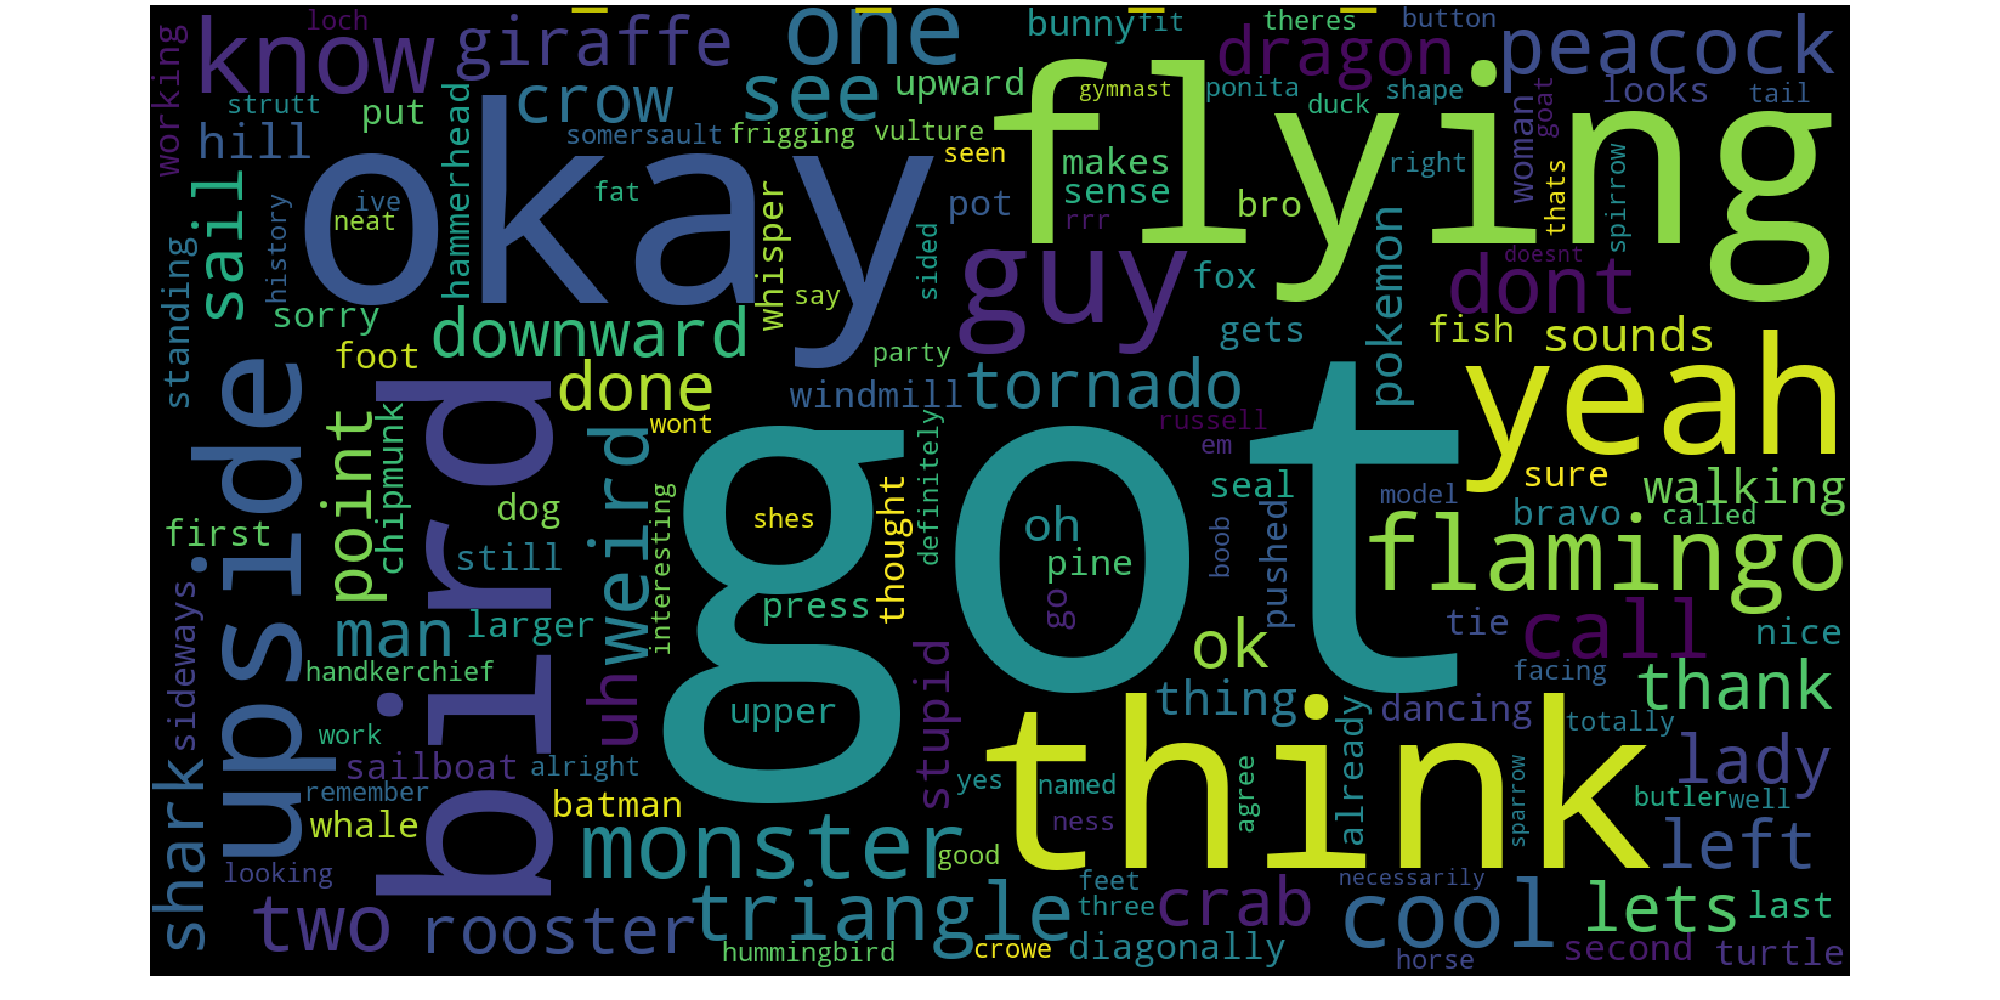 loch
know
giraffe
one
bunny
fit
theres
button
working
strutt
put
crow
see
upward
dragon
peacock
gymnast
ponita
duck
shape
looks
tail
hill
hammerhead
somersault
frigging
vulture
seen
flying
goat
woman
okay
makes
sense
right
thats
spirrow
sail
history
ive
neat
fat
whisper
say
sided
pot
rrr
bro
pokemon
doesnt
dont
standing
sorry
guy
fox
downward
gets
fish
sounds
foot
party
upside
bird
done
windmill
tornado
yeah
point
chipmunk
weird
wont
definitely
russell
em
got
first
dog
still
interesting
shes
thought
oh
pine
go
boob
pushed
seal
model
sure
walking
bravo
called
flamingo
sideways
man
larger
press
handkerchief
uh
upper
stupid
ok
tie
call
nice
facing
thank
thing
dancing
totally
work
shark
sailboat
alright
remember
batman
yes
named
agree
think
already
sparrow
lady
butler
well
whale
monster
ness
good
left
looking
feet
three
necessarily
two
rooster
triangle
crab
cool
lets
last
hummingbird
crowe
diagonally
horse
second
turtle